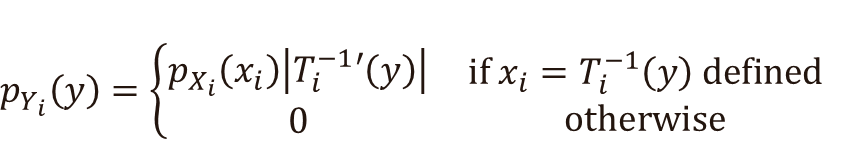 p_{Y_i}(y) = { p_{X_i}(x_i)|T_i^{-1}′(y)| if x_i = T_i^{-1}(y) defined
0 otherwise